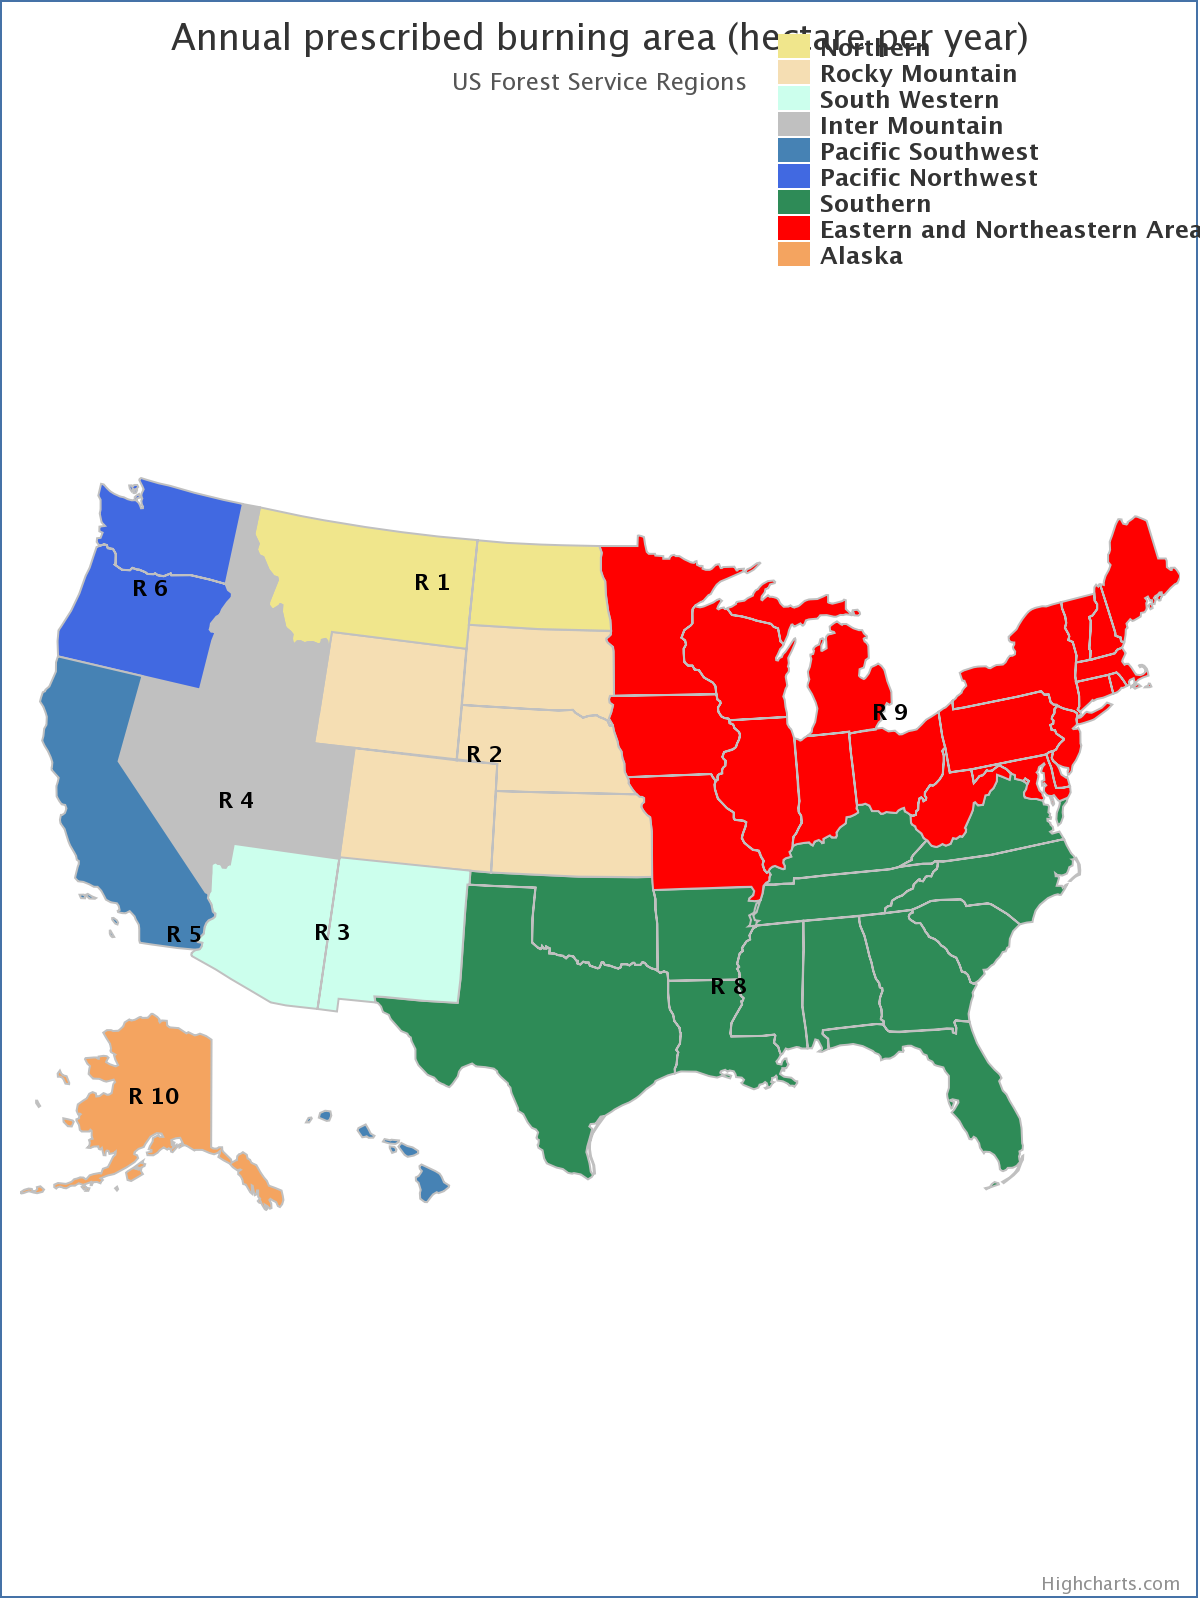 Annual prescribed burning area (hectare per year)
US Forest Service Regions
Northern
Rocky Mountain
South Western
Inter Mountain
Pacific Southwest
Pacific Northwest
Southern
Eastern and Northeastern Area
Alaska
R 6
R 1
R 9
R 2
R 4
R 5
R 3
R 8
R 10
Highcharts.com